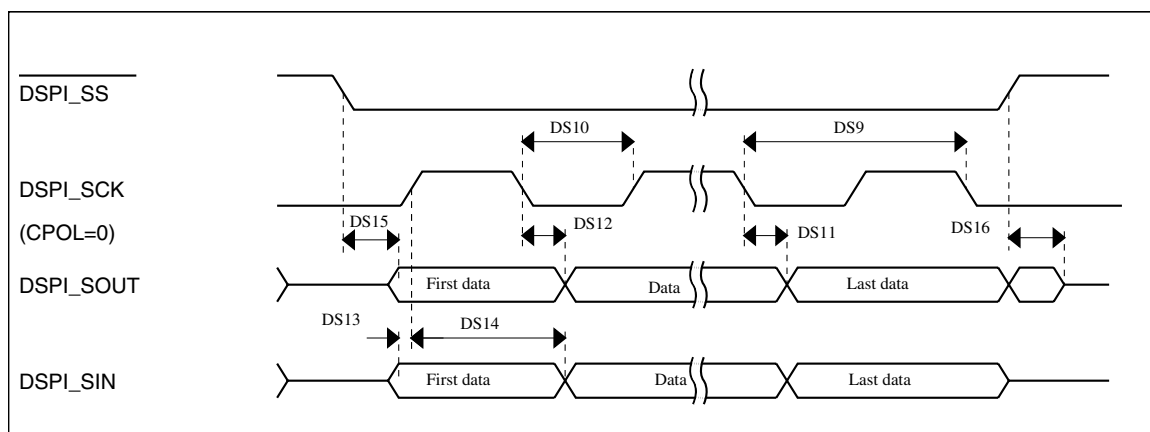 DSPI_SS
DS10
DS9
DSPI_SCK
(CPOL=0)
DS15
DS12
DS11
DS16
DSPI_SOUT
First data
Data
Last data
DS13
DS14
DSPI_SIN
First data
Data
Last data